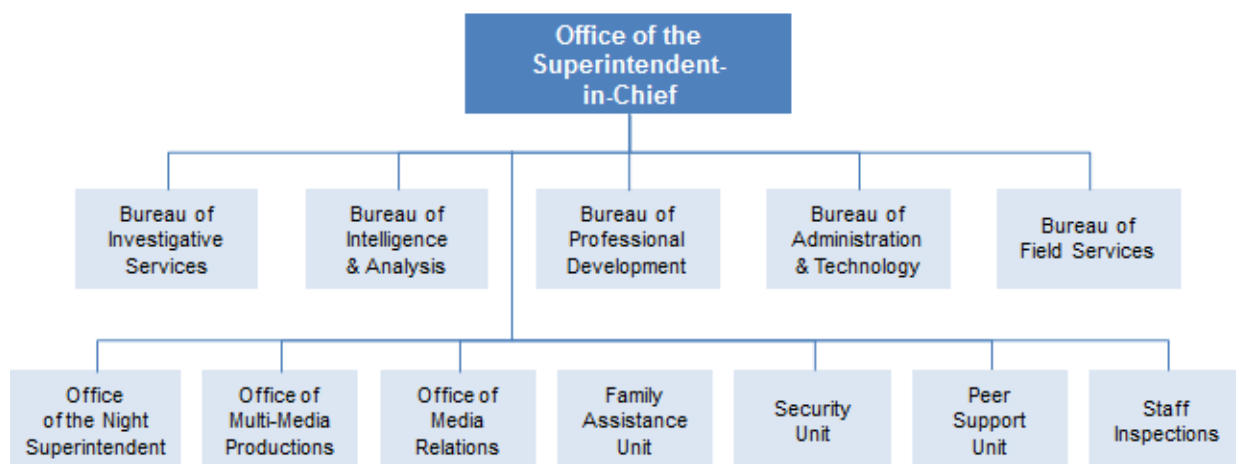 Office of the
Superintendent-
in-Chief
Bureau of
Investigative
Services
Bureau of
Intelligence
& Analysis
Bureau of
Professional
Development
Bureau of
Administration
& Technology
Bureau of
Field Services
Office
of the Night
Superintendent
Office of
Multi-Media
Productions
Office of
Media
Relations
Family
Assistance
Unit
Security
Unit
Peer
Support
Unit
Staff
Inspections